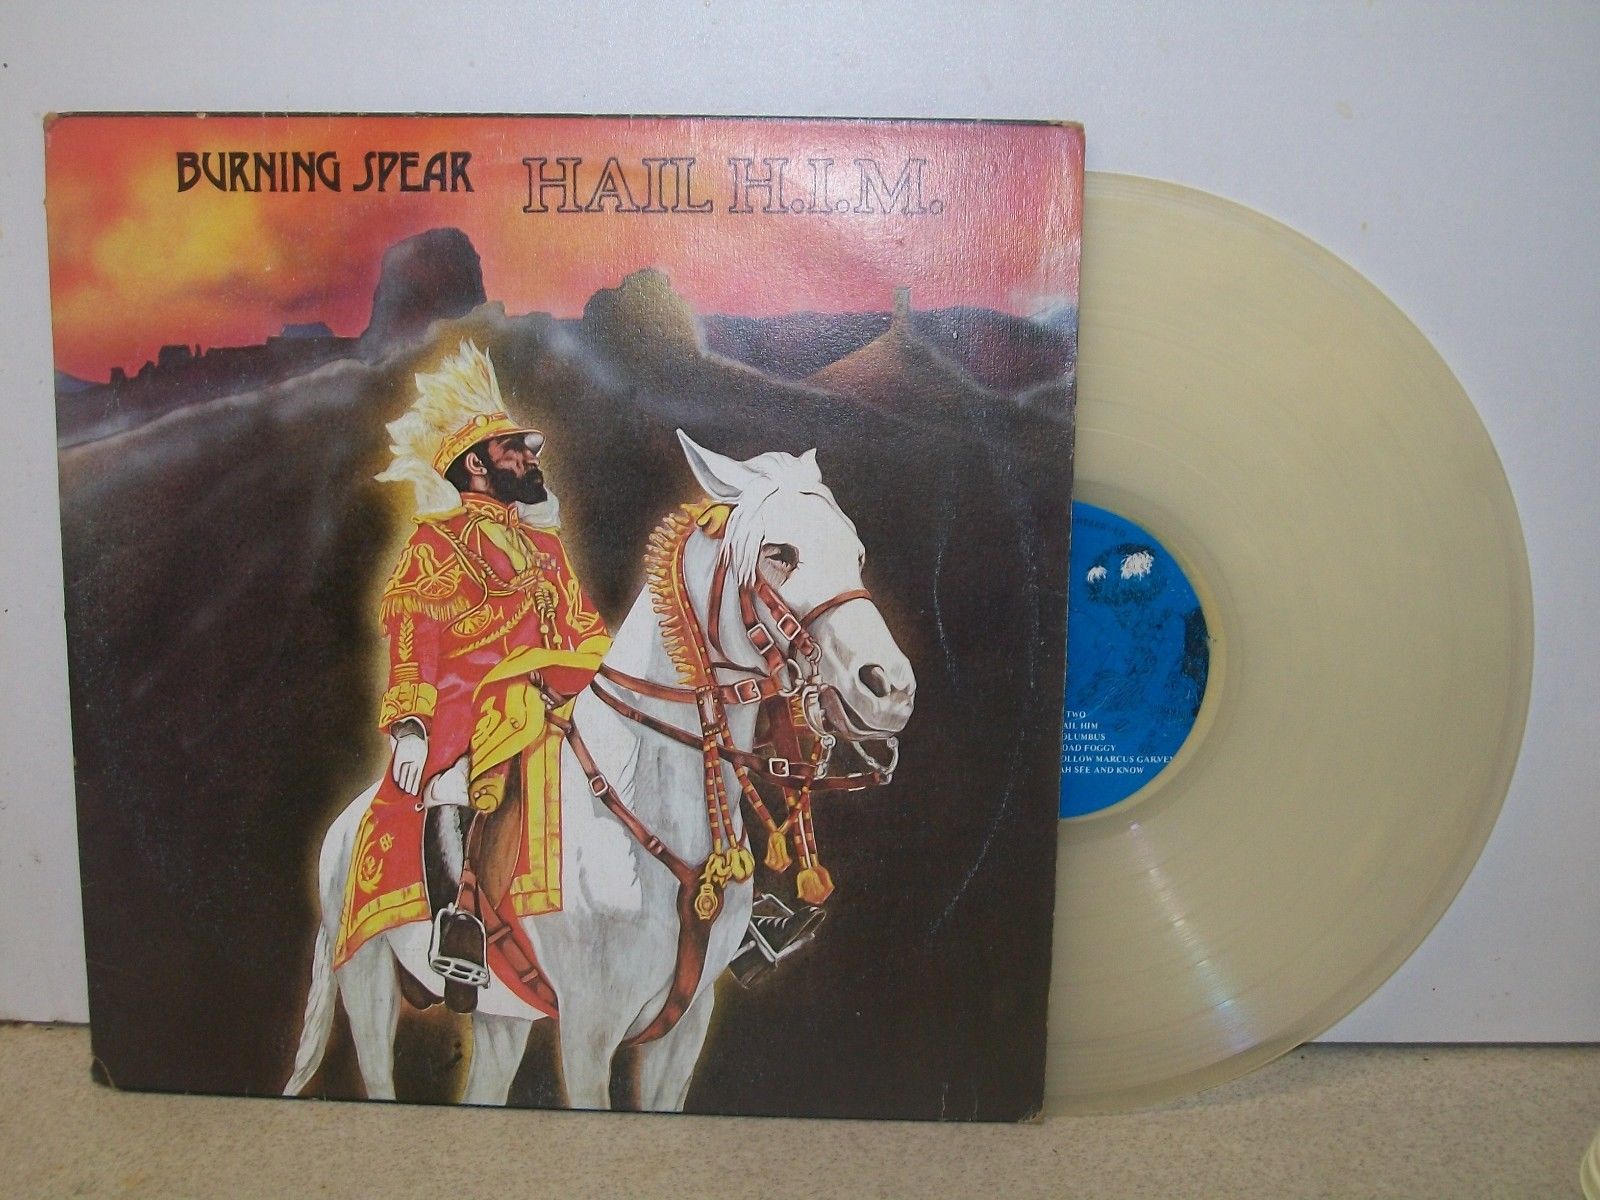 BURNING SPEAR
HAIL H.I.M.
TWO
AIL HIM
OLUMBUS
OAD FOGGY
OLLOW MARCUS GARVEY
AH SEE AND KNOW